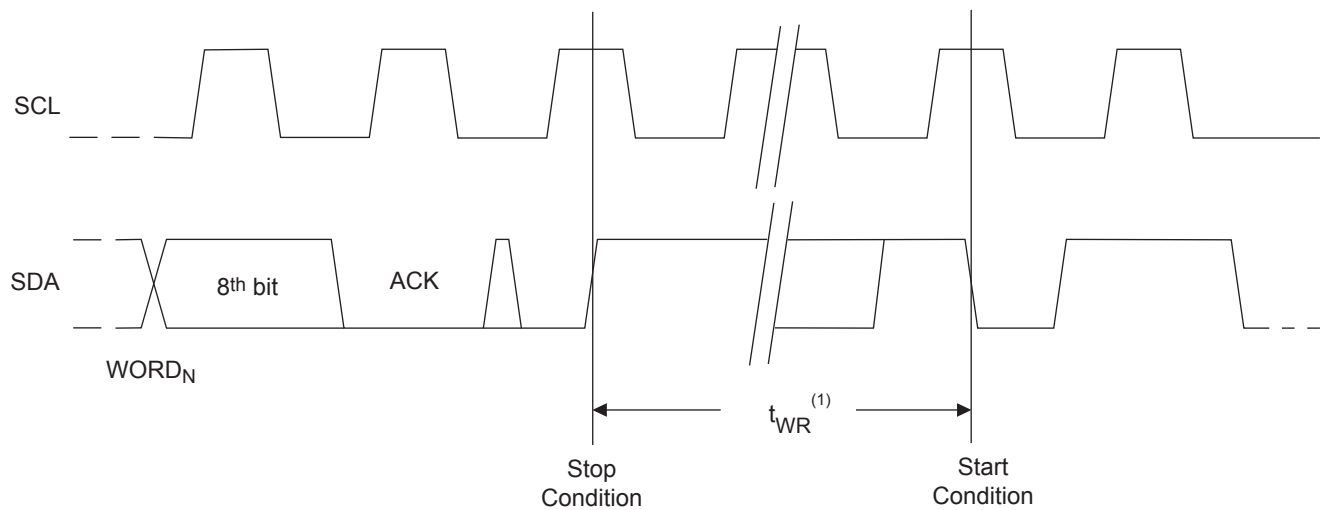 SCL
SDA
8th bit
ACK
WORDN
tWR(1)
Stop
Condition
Start
Condition